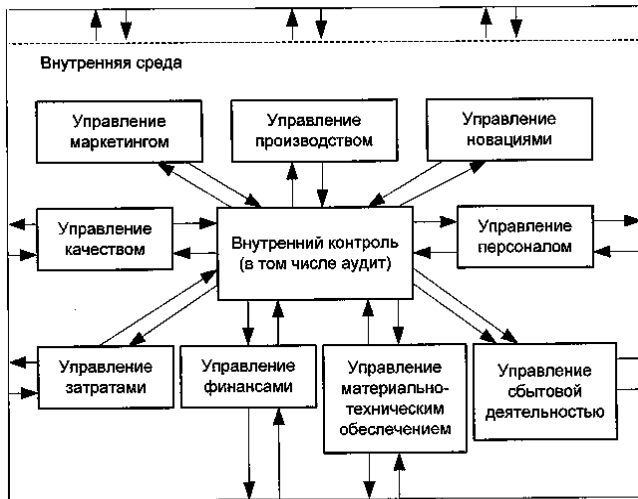 Внутренняя среда
Управление
маркетингом
Управление
производством
Управление
новациями
Управление
качеством
Внутренний контроль
(в том числе аудит)
Управление
персоналом
Управление
затратами
Управление
финансами
Управление
материально-
техническим
обеспечением
Управление
сбытовой
деятельностью